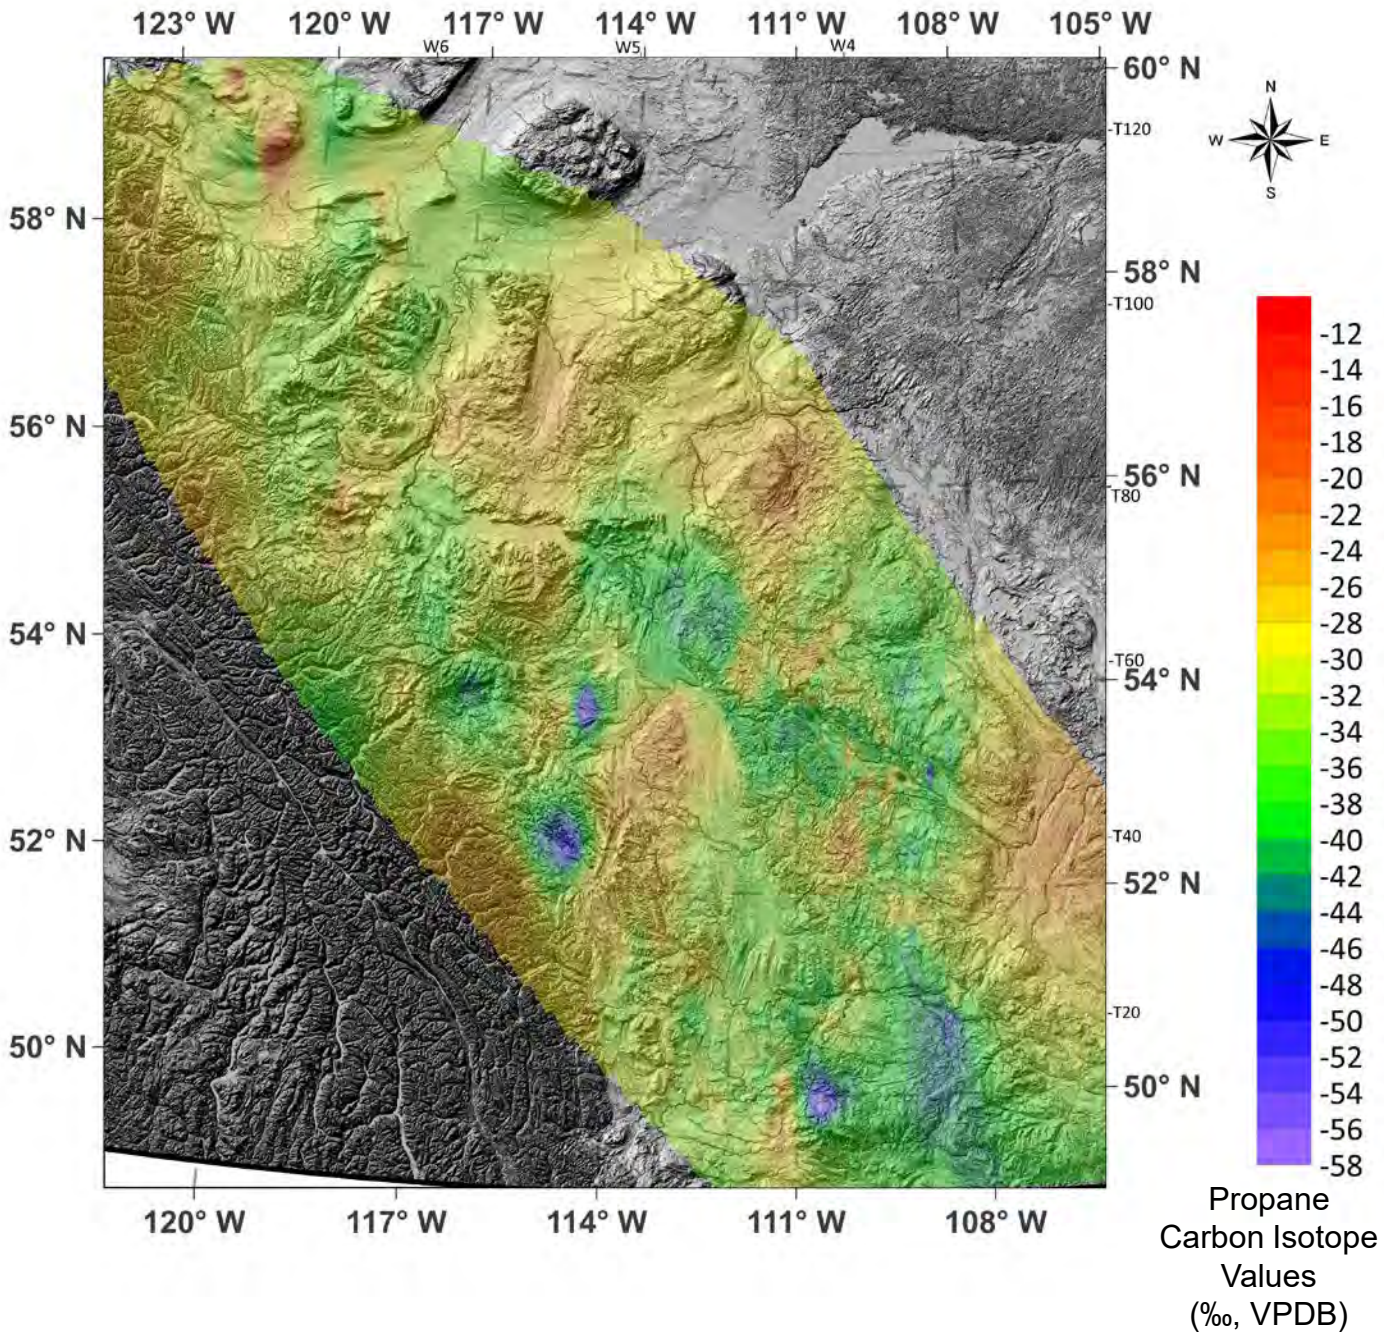 123° W 120° W 117° W 114° W 111° W 108° W 105° W
W6 W5 W4
60° N
N
-T120
W E
S
58° N
58° N
-T100
-12
-14
-16
56° N
-18
56° N
-20
-T80
-22
-24
-26
54° N
-28
-T60
54° N
-30
-32
-34
-36
-38
52° N
-T40
-40
52° N
-42
-44
-46
-48
-T20
-50
50° N
-52
50° N
-54
-56
-58
120° W 117° W 114° W 111° W 108° W
Propane
Carbon Isotope
Values
(‰, VPDB)